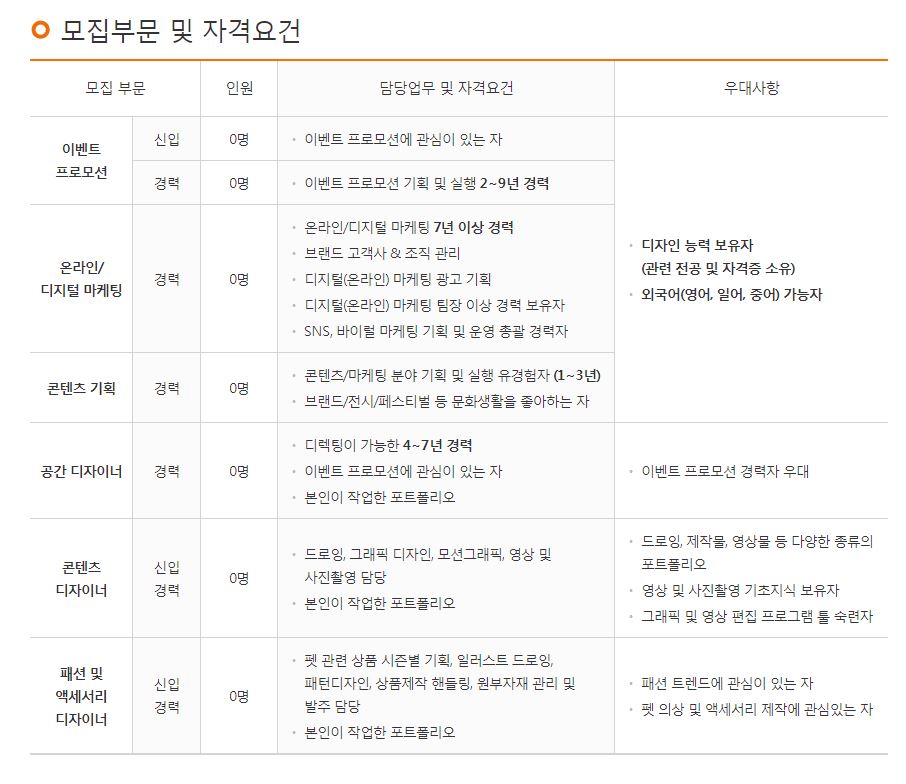 모집부문 및 자격요건
모집 부문 인원 담당업무 및 자격요건 우대사항
이벤트
프로모션
신입 0명
· 이벤트 프로모션에 관심이 있는 자
경력 0명
· 이벤트 프로모션 기획 및 실행 2~9년 경력
온라인/
디지털 마케팅
경력 0명
· 온라인/디지털 마케팅 7년 이상 경력
· 브랜드 고객사 & 조직 관리
· 디지털(온라인) 마케팅 광고 기획
· 디지털(온라인) 마케팅 팀장 이상 경력 보유자
· SNS, 바이럴 마케팅 기획 및 운영 총괄 경력자
콘텐츠 기획
경력 0명
· 콘텐츠/마케팅 분야 기획 및 실행 유경험자 (1~3년)
· 브랜드/전시/페스티벌 등 문화생활을 좋아하는 자
· 디자인 능력 보유자
(관련 전공 및 자격증 소유)
· 외국어(영어, 일어, 중어) 가능자
공간 디자이너
경력 0명
· 디렉팅이 가능한 4~7년 경력
· 이벤트 프로모션에 관심이 있는 자
· 본인이 작업한 포트폴리오
· 이벤트 프로모션 경력자 우대
콘텐츠
디자이너
신입
경력
0명
· 드로잉, 그래픽 디자인, 모션그래픽, 영상 및
사진촬영 담당
· 본인이 작업한 포트폴리오
· 드로잉, 제작물, 영상물 등 다양한 종류의
포트폴리오
· 영상 및 사진촬영 기초지식 보유자
· 그래픽 및 영상 편집 프로그램 툴 숙련자
패션 및
액세서리
디자이너
신입
경력
0명
· 펫 관련 상품 시즌별 기획, 일러스트 드로잉,
패턴디자인, 상품제작 핸들링, 원부자재 관리 및
발주 담당
· 본인이 작업한 포트폴리오
· 패션 트렌드에 관심이 있는 자
· 펫 의상 및 액세서리 제작에 관심있는 자